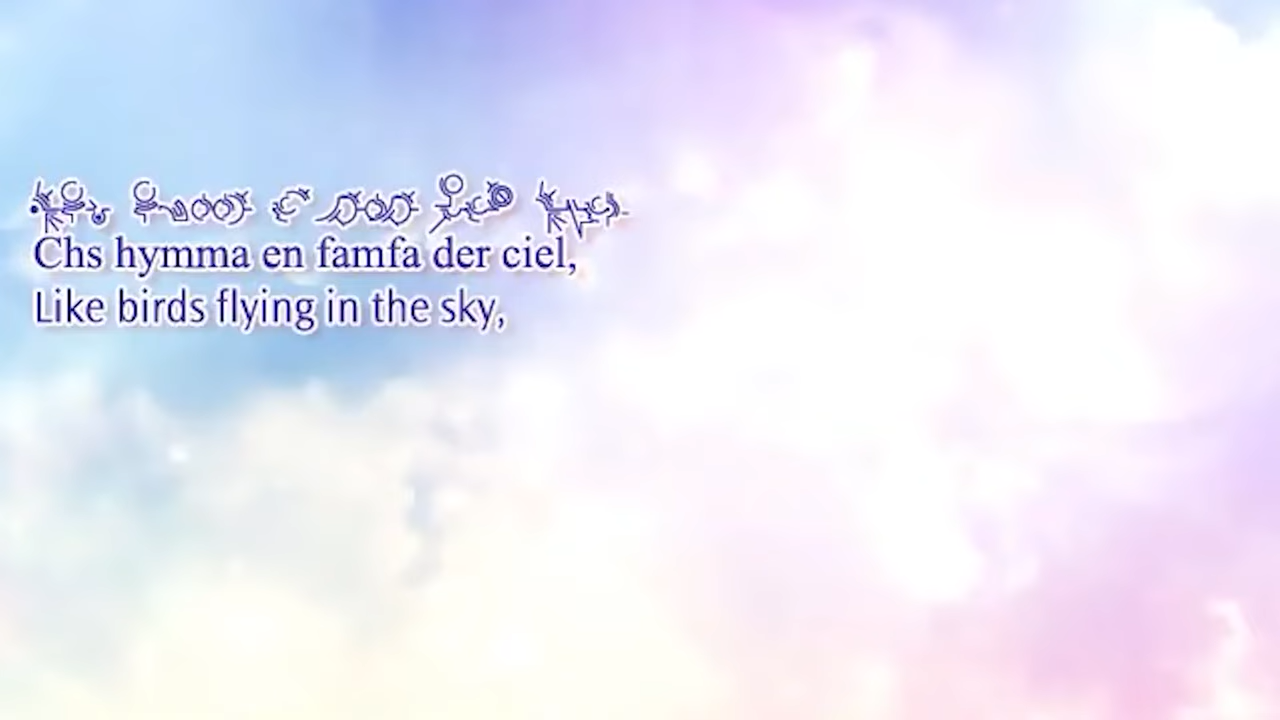 Chs hymma en famfa der ciel,
Like birds flying in the sky,